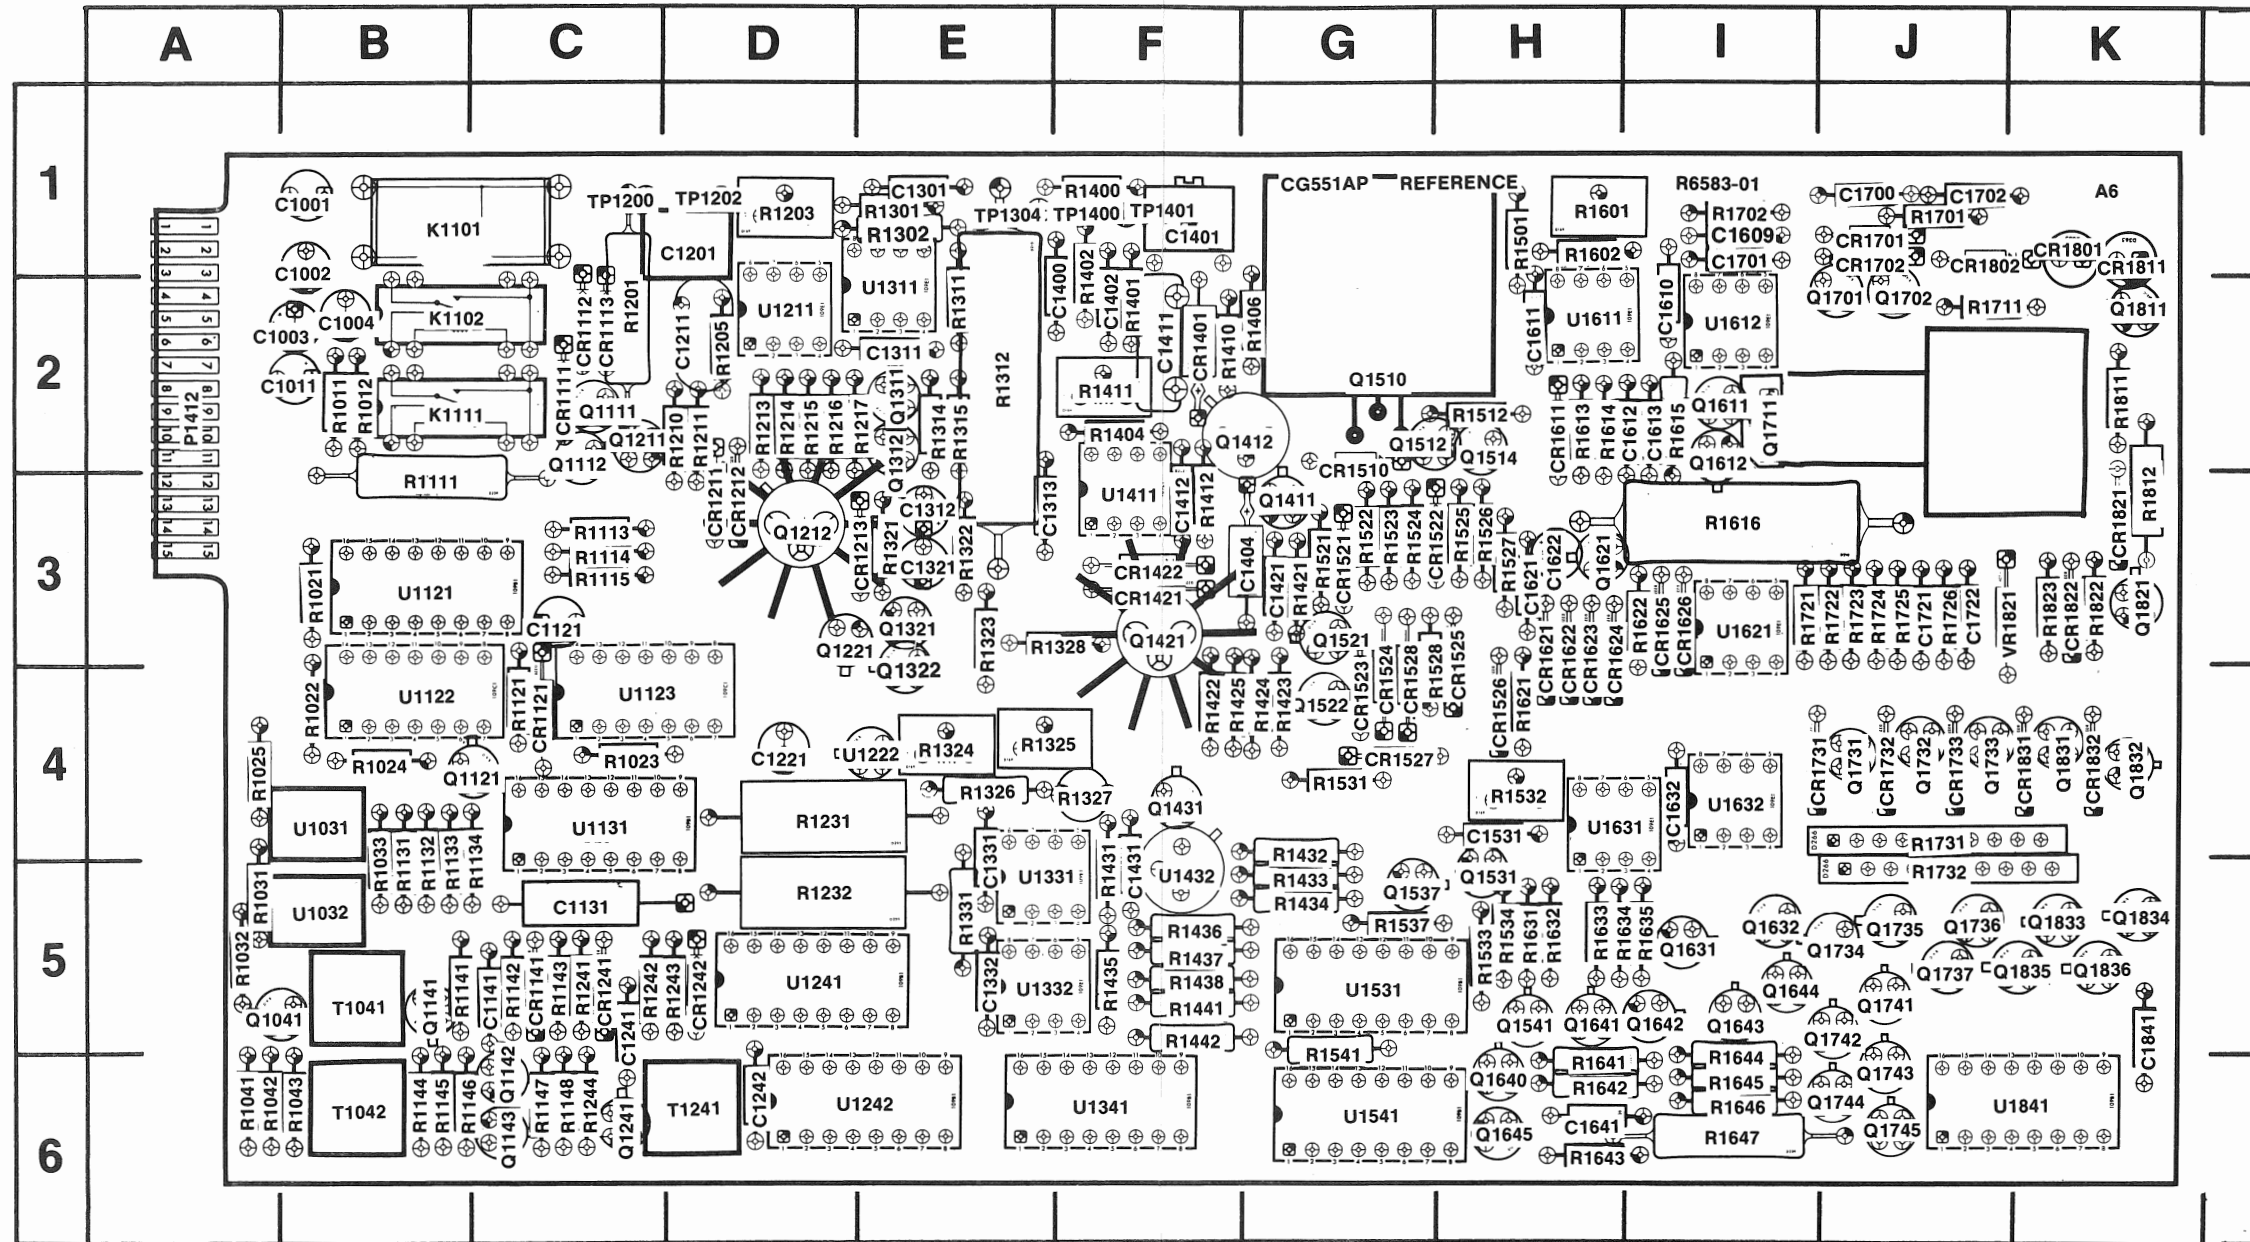 A B C D E F G H I J K
1
CG551AP REFERENCE R6583-01 A6
C1001 K1101 TP1200 TP1202 R1203 C1301 R1301 TP1304 R1400 TP1400 TP1401 C1401 R1501 R1601 R1702 C1700 C1702 R1701
C1002 C1201 R1302 R1602 C1609 C1701 CR1701 CR1702 CR1802 CR1801 CR1811
2
P1412
1 2 3 4 5 6 7 8 9 10 11 12 13 14 15
C1003 C1004 K1102 CR1112 CR1113 R1201 C1211 R1205 U1211 U1311 R1311 C1400 R1402 C1402 R1401 C1411 CR1401 R1410 R1406 C1611 U1611 C1610 U1612 Q1701 Q1702 R1711 Q1811
C1011 R1011 R1012 K1111 CR1111 Q1111 C1311 R1312 R1411 Q1510 R1811
Q1211 Q1112 R1210 R1211 R1213 R1214 R1215 R1216 R1217 Q1311 Q1312 R1314 R1315 R1404 Q1412 R1512 Q1512 Q1514 CR1510 CR1611 R1613 R1614 C1612 C1613 R1615 Q1611 Q1612 Q1711
3
R1111 CR1211 CR1212 Q1212 CR1213 C1312 R1321 R1322 C1313 U1411 C1412 R1412 Q1411 R1616 CR1821 R1812
R1113 R1114 R1115 C1321 CR1422 CR1421 C1404 C1421 R1421 R1521 CR1521 R1522 R1523 R1524 CR1522 R1525 R1526 R1527 C1621 C1622 Q1621
R1021 U1121 C1121 Q1221 Q1321 Q1322 R1323 R1328 Q1421 Q1521 CR1621 CR1622 CR1623 CR1624 R1622 CR1625 CR1626 U1621 R1721 R1722 R1723 R1724 R1725 C1721 R1726 C1722 VR1821 R1823 CR1822 R1822 Q1821
4
R1022 U1122 R1121 CR1121 U1123 R1422 R1425 R1424 R1423 Q1522 CR1523 CR1524 CR1528 R1528 CR1525 CR1526 R1621
R1025 R1024 Q1121 R1023 C1221 U1222 R1324 R1325 CR1527 R1531 CR1731 Q1731 CR1732 Q1732 CR1733 Q1733 CR1831 Q1831 CR1832 Q1832
U1031 R1033 R1131 R1132 R1133 R1134 U1131 R1231 R1326 R1327 Q1431 R1532 C1531 U1631 C1632 U1632 R1731
5
R1031 U1032 C1131 R1232 C1331 R1331 U1331 R1431 C1431 U1432 R1432 R1433 R1434 Q1537 Q1531 R1732
R1032 R1436 R1537 R1533 R1534 R1631 R1632 R1633 R1634 R1635 Q1631 Q1632 Q1734 Q1735 Q1736 Q1833 Q1834
Q1041 T1041 Q1141 R1141 C1141 R1142 CR1141 R1143 R1241 CR1241 C1241 R1242 R1243 CR1242 U1241 C1332 U1332 R1435 R1437 R1438 R1441 R1442 U1531 Q1541 Q1641 Q1642 Q1643 Q1644 Q1741 Q1742 Q1737 Q1835 Q1836 C1841
6
R1041 R1042 R1043 T1042 R1144 R1145 R1146 Q1142 Q1143 R1147 R1148 R1244 Q1241 T1241 C1242 U1242 U1341 R1541 U1541 Q1640 Q1645 R1641 R1642 C1641 R1643 R1644 R1645 R1646 R1647 Q1743 Q1744 Q1745 U1841